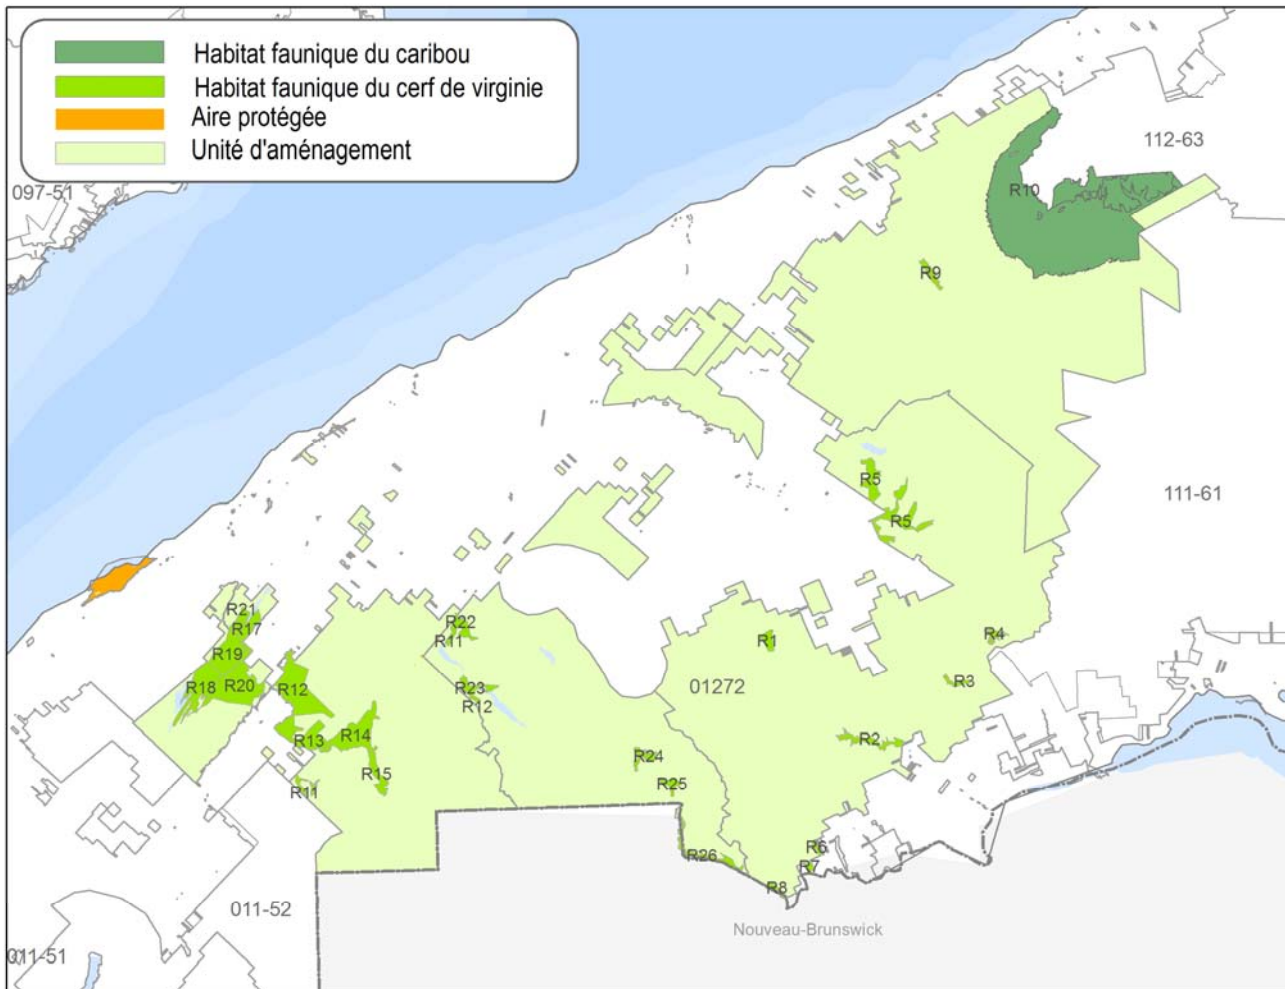 Habitat faunique du caribou
Habitat faunique du cerf de virginie
Aire protégée
Unité d'aménagement
112-63
097-51
R10
R9
R5
111-61
R5
R21
R22
R17
R4
R11
R1
R19
R3
R18
R20
R12
R23
01272
R12
R14
R13
R2
R24
R15
R25
R11
R6
R26
R7
R8
011-52
Nouveau-Brunswick
011-51